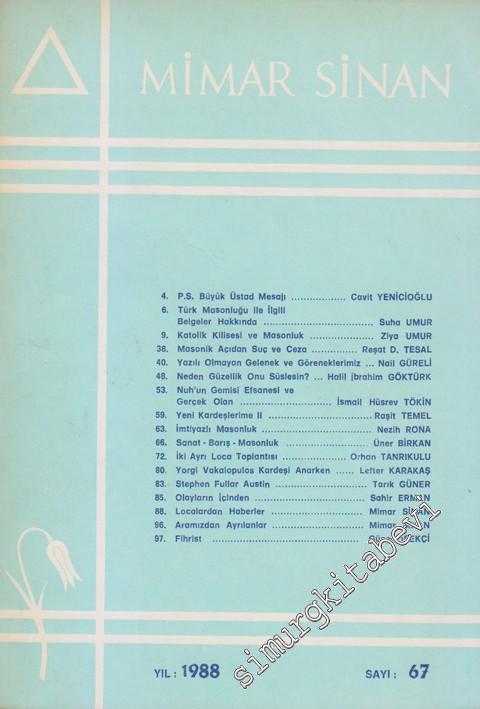 MİMAR SİNAN
4. P.S. Büyük Üstad Mesajı .................. Cavit YENİCİOĞLU
6. Türk Masonluğu ile İlgili
Belgeler Hakkında .............................. Suha UMUR
9. Katolik Kilisesi ve Masonluk .................. Ziya UMUR
38. Masonik Açıdan Suç ve Ceza ............... Reşat D. TESAL
40. Yazılı Olmayan Gelenek ve Göreneklerimiz ... Nail GÜRELİ
48. Neden Güzellik Onu Süslesin? ... Halil İbrahim GÖKTÜRK
53. Nuh'un Gemisi Efsanesi ve
Gerçek Olan ........................ İsmail Hüsrev TÖKİN
59. Yeni Kardeşlerime II ........................ Raşit TEMEL
63. İmtiyazlı Masonluk ........................ Nezih RONA
66. Sanat - Barış - Masonluk ..................... Üner BİRKAN
72. İki Ayrı Loca Toplantısı .................. Orhan TANRIKULU
80. Yorgi Vakalopulos Kardeşi Anarken ...... Lefter KARAKAŞ
83. Stephen Fullar Austin ..................... Tarık GÜNER
85. Olayların İçinden ........................ Sahir ERMAN
88. Localardan Haberler ..................... Mimar SİNAN
96. Aramızdan Ayrılanlar ..................... Mimar SİNAN
97. Fihrist
YIL : 1988 SAYI : 67
simurgkitabevi